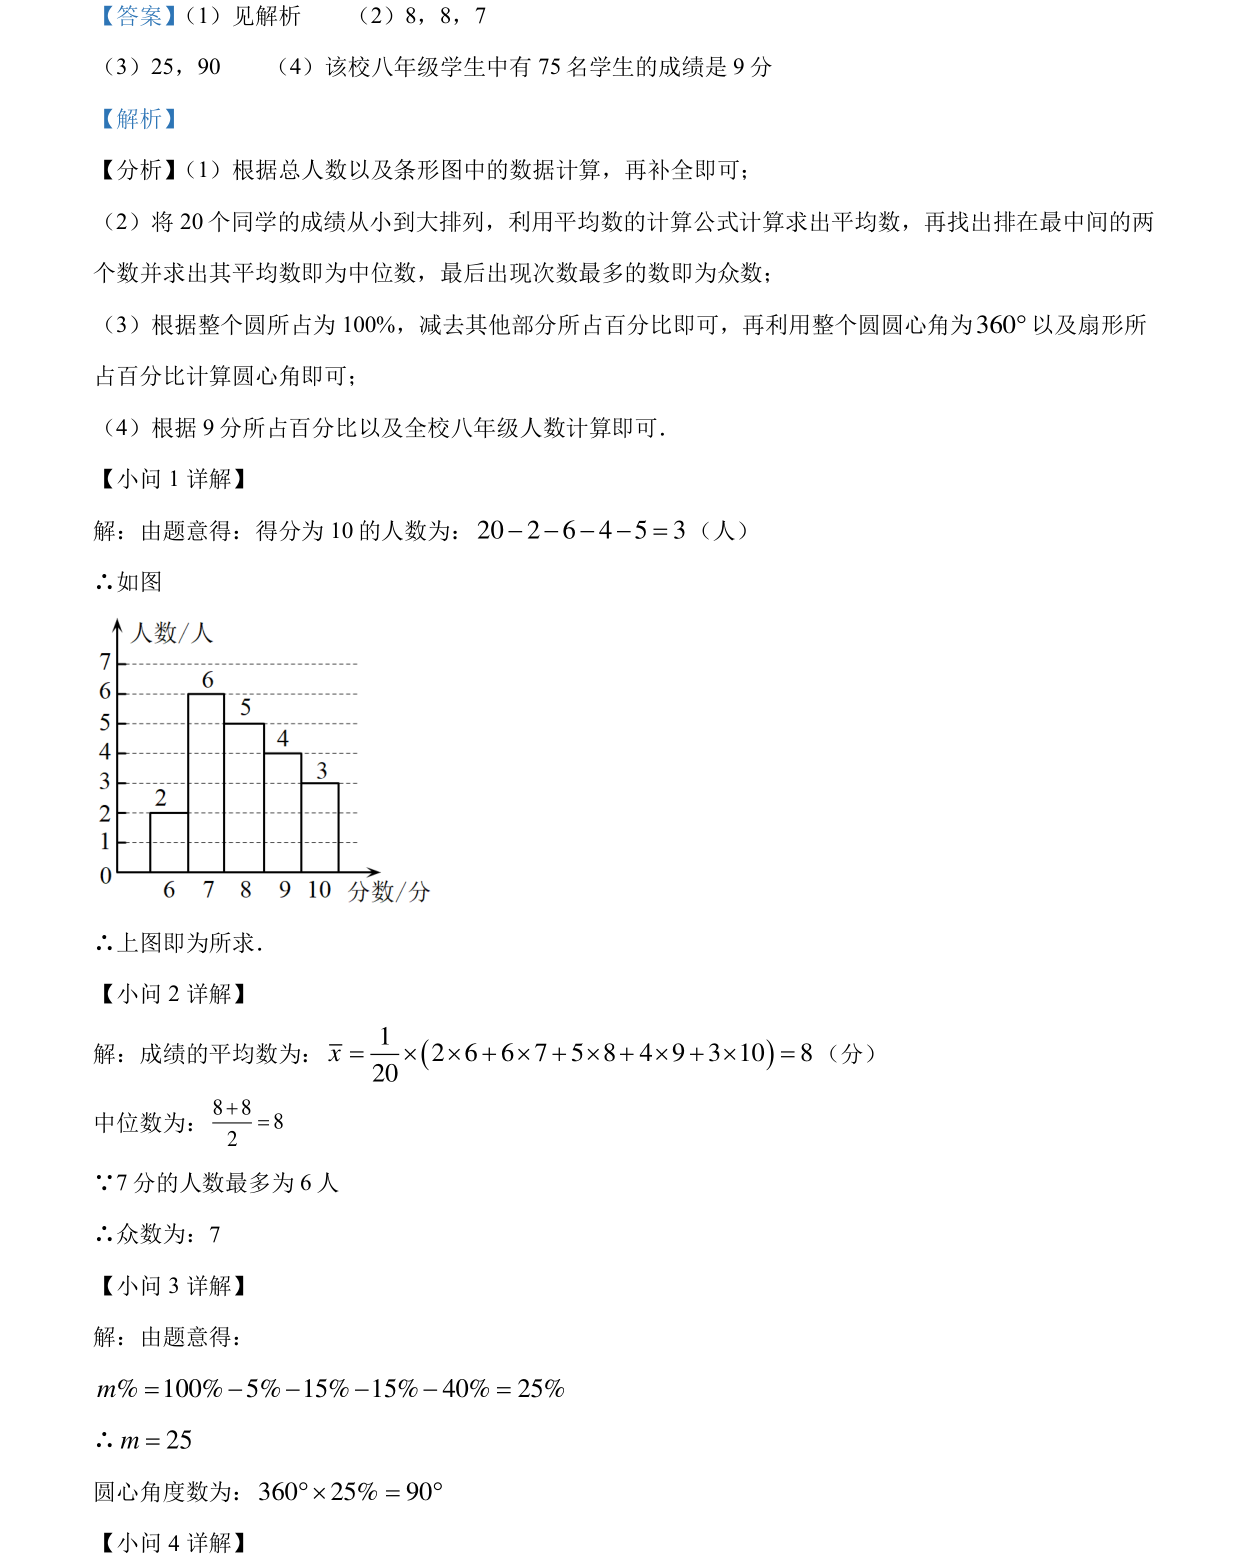 【答案】（1）见解析 （2）8，8，7
（3）25，90 （4）该校八年级学生中有 75 名学生的成绩是 9 分
【解析】
【分析】（1）根据总人数以及条形图中的数据计算，再补全即可；
（2）将 20 个同学的成绩从小到大排列，利用平均数的计算公式计算求出平均数，再找出排在最中间的两
个数并求出其平均数即为中位数，最后出现次数最多的数即为众数；
（3）根据整个圆所占为 100%，减去其他部分所占百分比即可，再利用整个圆圆心角为360° 以及扇形所
占百分比计算圆心角即可；
（4）根据 9 分所占百分比以及全校八年级人数计算即可．
【小问 1 详解】
解：由题意得：得分为 10 的人数为：20－2－6－4－5＝3（人）
∴如图
人数/人
7
6
5
4
3
2
1
0
2
6
5
4
3
6 7 8 9 10 分数/分
∴上图即为所求．
【小问 2 详解】
解：成绩的平均数为：x̅ = 1/20 ×(2×6+6×7+5×8+4×9+3×10)=8（分）
中位数为：(8+8)/2=8
∵7 分的人数最多为 6 人
∴众数为：7
【小问 3 详解】
解：由题意得：
m% =100%－5%－15%－15%－40% = 25%
∴ m = 25
圆心角度数为：360°×25% = 90°
【小问 4 详解】